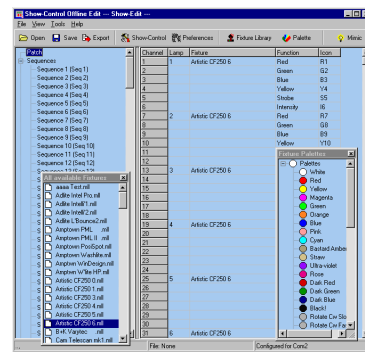 Show-Control Offline Edit --- Show-Edit ---
File View Tools Help
Open Save Export Show-Control Preferences Fixture Library Palette Mimic
Patch
Sequences
Sequence 1 (Seq 1)
Sequence 2 (Seq 2)
Sequence 3 (Seq 3)
Sequence 4 (Seq 4)
Sequence 5 (Seq 5)
Sequence 6 (Seq 6)
Sequence 7 (Seq 7)
Sequence 8 (Seq 8)
Sequence 9 (Seq 9)
Sequence 10 (Seq 10)
Sequence 11 (Seq 11)
Sequence 12 (Seq 12)
All available Fixtures
aaaa Test.mll
Adlite Intel Pro.mll
Adlite Intelli'1.mll
Adlite Intelli'2.mll
Adlite L'Bounce2.mll
Amptown PML .mll
Amptown PML II .mll
Amptown PosiSpot.mll
Amptown Washlite.mll
Amptown WinDesign.mll
Amptown W'lite HP.mll
Artistic CF250 0.mll
Artistic CF250 1.mll
Artistic CF250 3.mll
Artistic CF250 4.mll
Artistic CF250 5.mll
Artistic CF250 6.mll
B+K Varytec .mll
Cam Telescan mk1.mll
Channel Lamp Fixture Function Icon
1 1 Artistic CF250 6 Red R1
2 Green G2
3 Blue B3
4 Yellow Y4
5 Strobe S5
6 Intensity I6
7 2 Artistic CF250 6 Red R7
8 Green G8
9 Blue B9
10 Yellow Y10
11
12
13 3 Artistic CF250 6
14
15
16
17
18
19 4 Artistic CF250 6
20
21
22
23
24
25 5 Artistic CF250 6
26
27
28
29
30
31 6 Artistic CF250 6
Fixture Palettes
Palettes
White
Red
Yellow
Magenta
Green
Orange
Blue
Pink
Cyan
Bastard Amber
Straw
Ultra-violet
Rose
Dark Red
Dark Green
Dark Blue
Black!
Rotate Cw Slo
Rotate Cw Fa
File: None
Configured for Com2